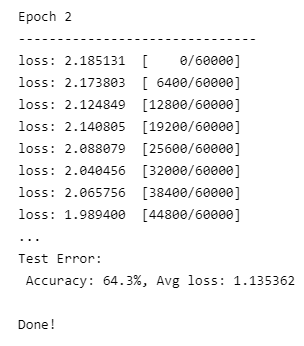 Epoch 2
-------------------------------
loss: 2.185131  [    0/60000]
loss: 2.173803  [ 6400/60000]
loss: 2.124849  [12800/60000]
loss: 2.140805  [19200/60000]
loss: 2.088079  [25600/60000]
loss: 2.040456  [32000/60000]
loss: 2.065756  [38400/60000]
loss: 1.989400  [44800/60000]
...
Test Error:
 Accuracy: 64.3%, Avg loss: 1.135362
Done!